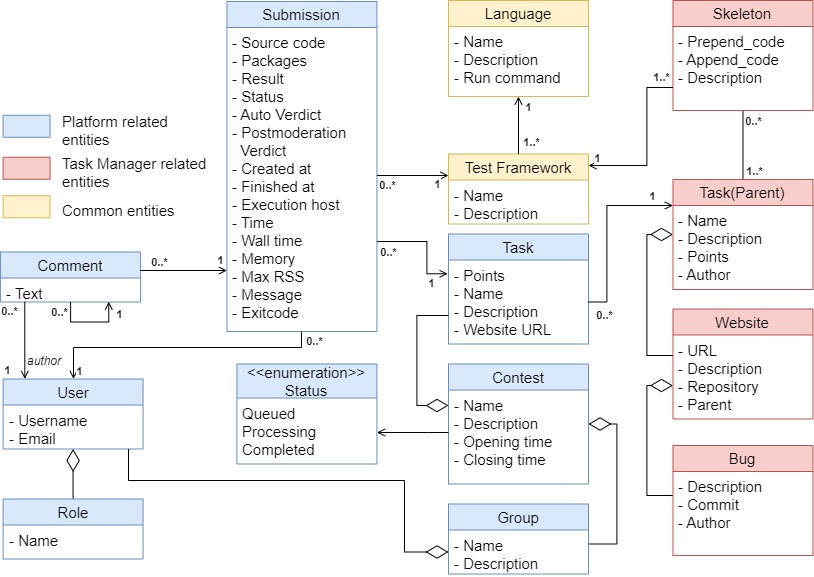 Submission
- Source code
- Packages
- Result
- Status
- Auto Verdict
- Postmoderation
Verdict
- Created at
- Finished at
- Execution host
- Time
- Wall time
- Memory
- Max RSS
- Message
- Exitcode
Language
- Name
- Description
- Run command
Skeleton
- Prepend_code
- Append_code
- Description
Platform related
entities
Task Manager related
entities
Common entities
1
1..*
1..*
1
0..*
1..*
Test Framework
- Name
- Description
0..*
1
Task(Parent)
- Name
- Description
- Points
- Author
0..*
1
Task
- Points
- Name
- Description
- Website URL
1
0..*
Comment
- Text
0..*
1
0..*
1
0..*
author
1
1
0..*
User
- Username
- Email
<<enumeration>>
Status
Queued
Processing
Completed
Contest
- Name
- Description
- Opening time
- Closing time
Website
- URL
- Description
- Repository
- Parent
Bug
- Description
- Commit
- Author
Role
- Name
Group
- Name
- Description